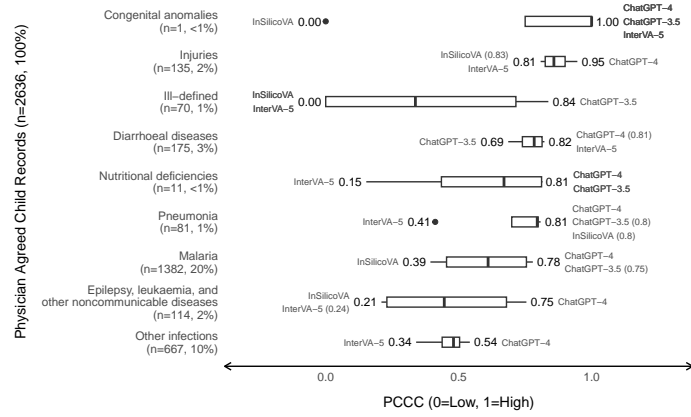 Physician Agreed Child Records (n=2636, 100%)
Congenital anomalies
(n=1, <1%)
InSilicoVA 0.00
1.00
ChatGPT−4
ChatGPT−3.5
InterVA−5
Injuries
(n=135, 2%)
InSilicoVA (0.83)
InterVA−5
0.81
0.95 ChatGPT−4
Ill−defined
(n=70, 1%)
InSilicoVA
InterVA−5
0.00
0.84 ChatGPT−3.5
Diarrhoeal diseases
(n=175, 3%)
ChatGPT−3.5 0.69
0.82
ChatGPT−4 (0.81)
InterVA−5
Nutritional deficiencies
(n=11, <1%)
InterVA−5 0.15
0.81
ChatGPT−4
ChatGPT−3.5
Pneumonia
(n=81, 1%)
InterVA−5 0.41
0.81
ChatGPT−4
ChatGPT−3.5 (0.8)
InSilicoVA (0.8)
Malaria
(n=1382, 20%)
InSilicoVA 0.39
0.78
ChatGPT−4
ChatGPT−3.5 (0.75)
Epilepsy, leukaemia, and
other noncommunicable diseases
(n=114, 2%)
InSilicoVA
InterVA−5 (0.24)
0.21
0.75 ChatGPT−4
Other infections
(n=667, 10%)
InterVA−5 0.34
0.54 ChatGPT−4
0.0 0.5 1.0
PCCC (0=Low, 1=High)